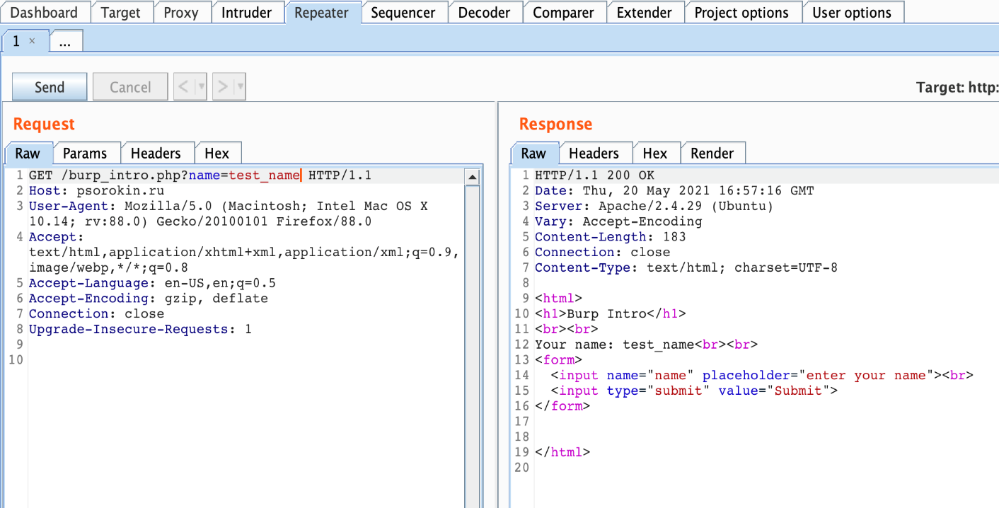 Dashboard Target Proxy Intruder Repeater Sequencer Decoder Comparer Extender Project options User options
1 × ...
Send Cancel < >
Target: http:
Request
Raw Params Headers Hex
1 GET /burp_intro.php?name=test_name HTTP/1.1
2 Host: psorokin.ru
3 User-Agent: Mozilla/5.0 (Macintosh; Intel Mac OS X
10.14; rv:88.0) Gecko/20100101 Firefox/88.0
4 Accept:
text/html,application/xhtml+xml,application/xml;q=0.9,
image/webp,*/*;q=0.8
5 Accept-Language: en-US,en;q=0.5
6 Accept-Encoding: gzip, deflate
7 Connection: close
8 Upgrade-Insecure-Requests: 1
9
10
Response
Raw Headers Hex Render
1 HTTP/1.1 200 OK
2 Date: Thu, 20 May 2021 16:57:16 GMT
3 Server: Apache/2.4.29 (Ubuntu)
4 Vary: Accept-Encoding
5 Content-Length: 183
6 Connection: close
7 Content-Type: text/html; charset=UTF-8
8
9 <html>
10 <h1>Burp Intro</h1>
11 <br><br>
12 Your name: test_name<br><br>
13 <form>
14   <input name="name" placeholder="enter your name"><br>
15   <input type="submit" value="Submit">
16 </form>
17
18
19 </html>
20